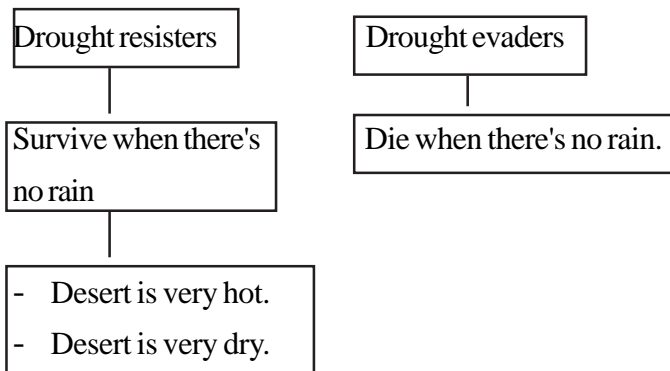 Drought resisters
Survive when there's
no rain
- Desert is very hot.
- Desert is very dry.
Drought evaders
Die when there's no rain.